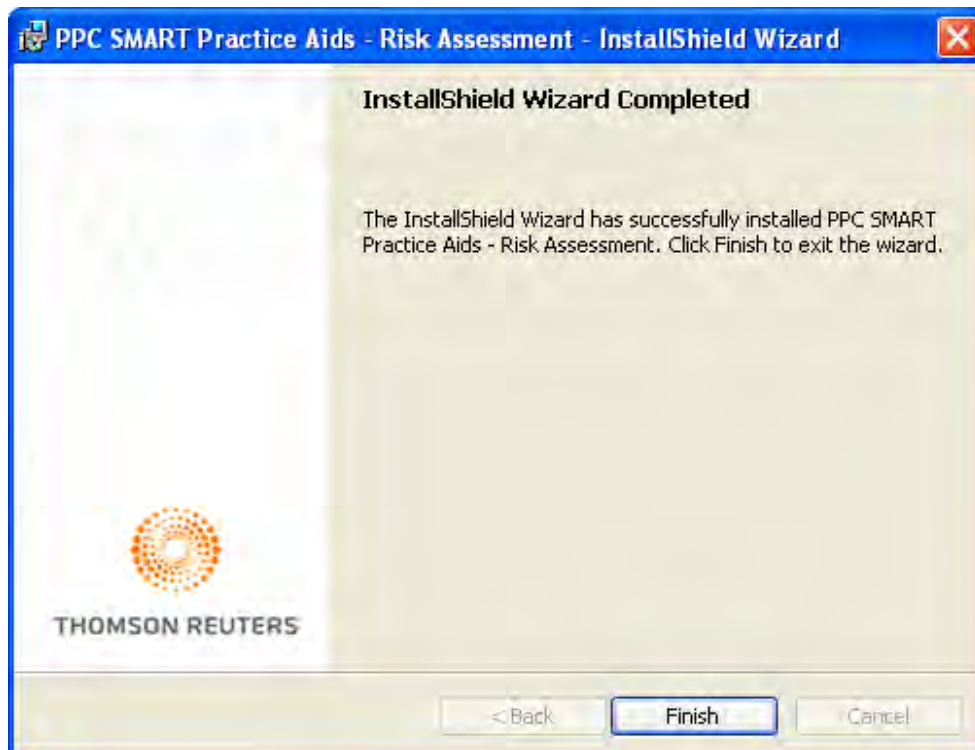 PPC SMART Practice Aids - Risk Assessment - InstallShield Wizard
InstallShield Wizard Completed
The InstallShield Wizard has successfully installed PPC SMART
Practice Aids - Risk Assessment. Click Finish to exit the wizard.
THOMSON REUTERS
< Back
Finish
Cancel